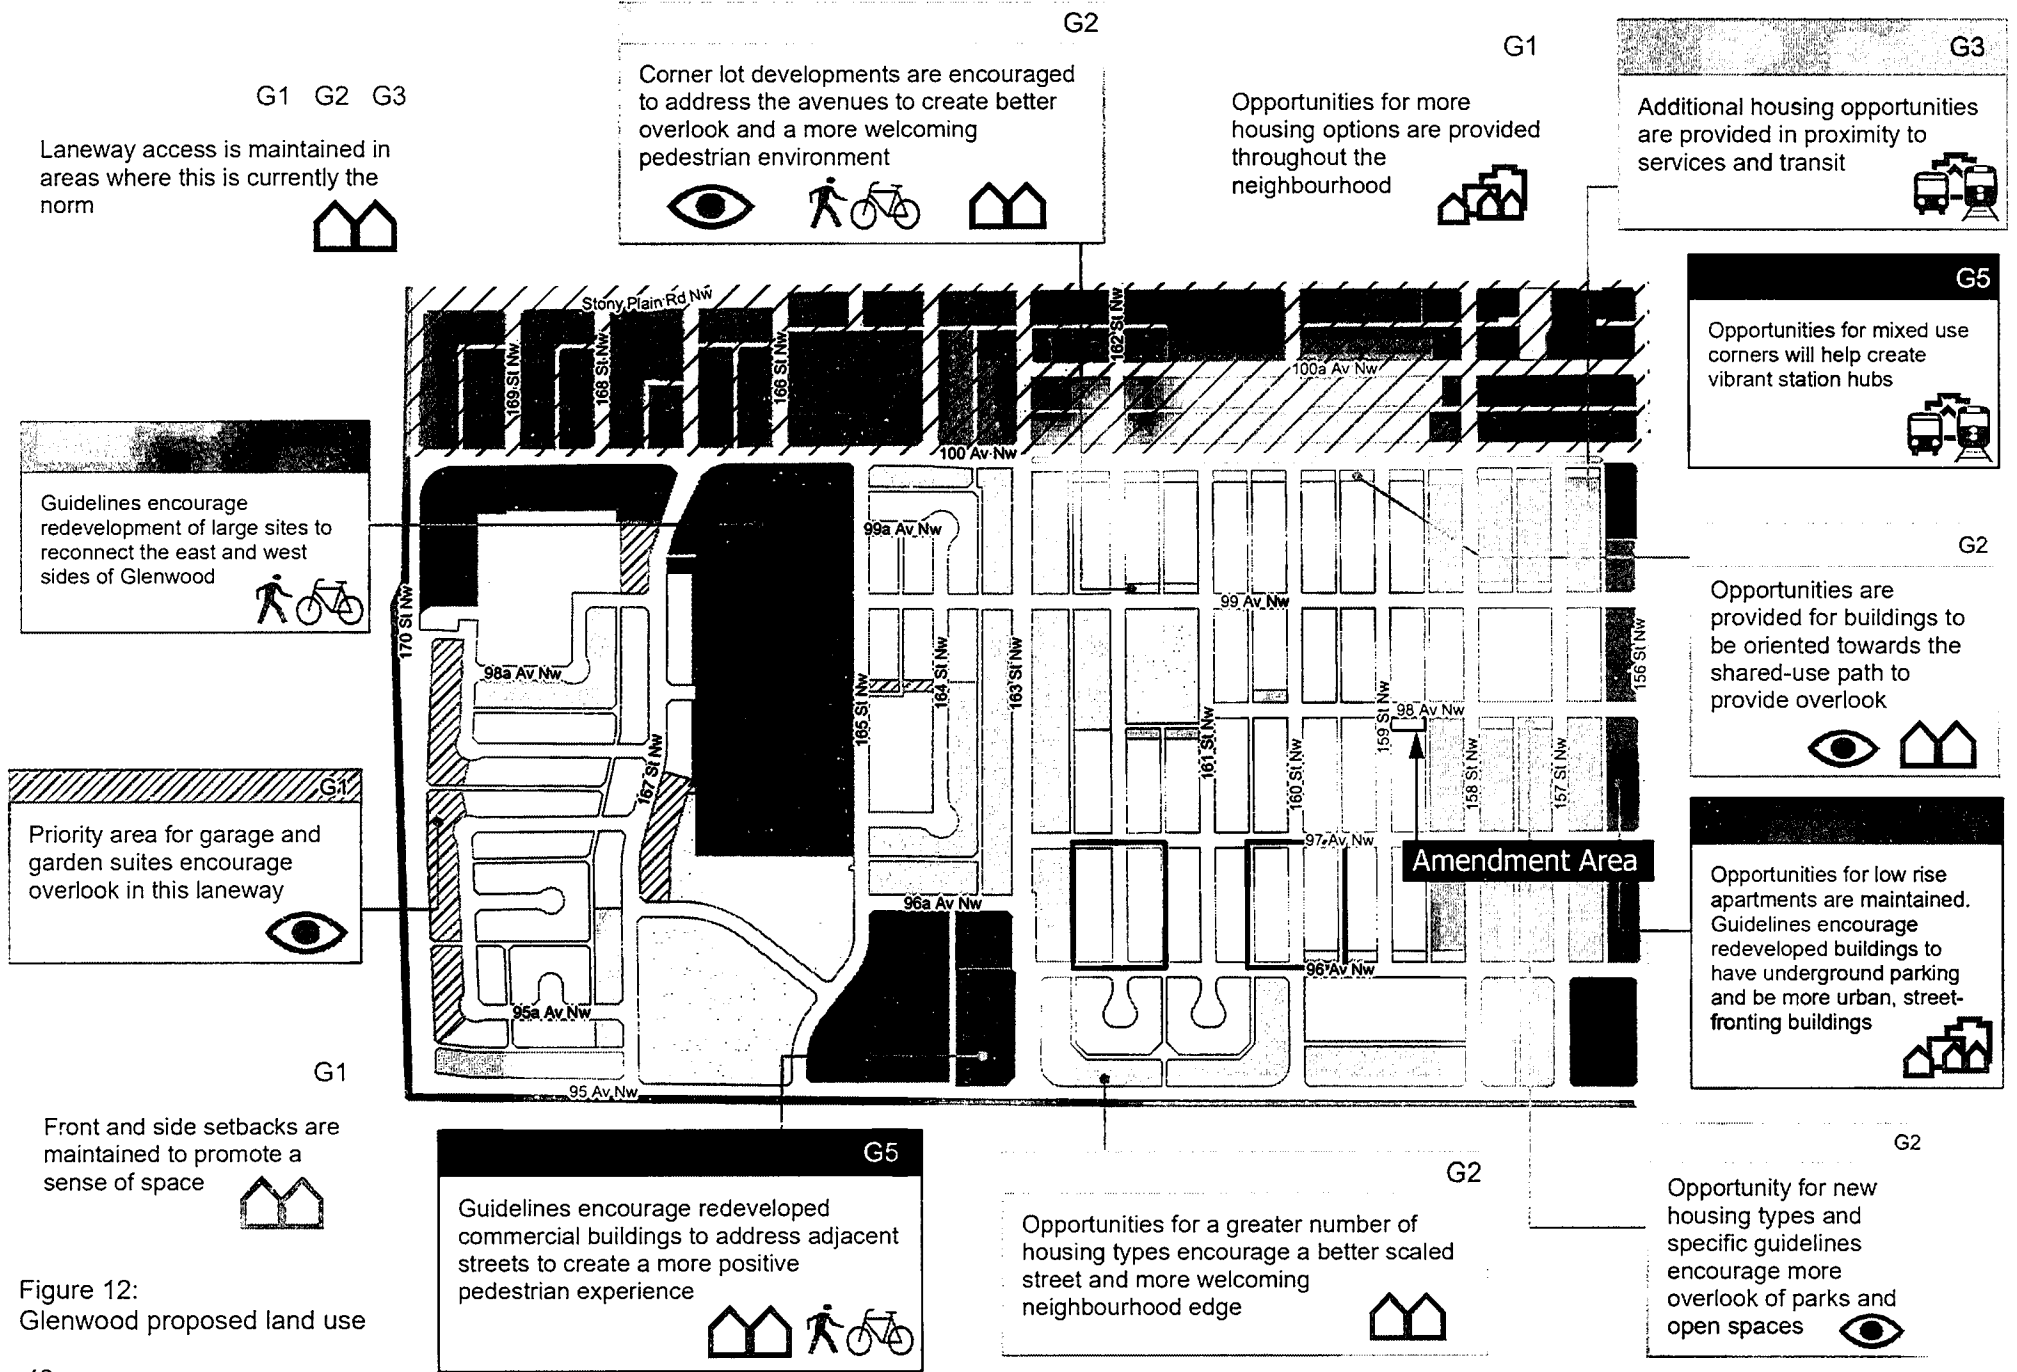 G1 G2 G3
Laneway access is maintained in
areas where this is currently the
norm
G2
Corner lot developments are encouraged
to address the avenues to create better
overlook and a more welcoming
pedestrian environment
G1
Opportunities for more
housing options are provided
throughout the
neighbourhood
G3
Additional housing opportunities
are provided in proximity to
services and transit
G5
Opportunities for mixed use
corners will help create
vibrant station hubs
Guidelines encourage
redevelopment of large sites to
reconnect the east and west
sides of Glenwood
G2
Opportunities are
provided for buildings to
be oriented towards the
shared-use path to
provide overlook
G1
Priority area for garage and
garden suites encourage
overlook in this laneway
Opportunities for low rise
apartments are maintained.
Guidelines encourage
redeveloped buildings to
have underground parking
and be more urban, street-
fronting buildings
Stony Plain Rd Nw
169 St Nw
168 St Nw
166 St Nw
162 St Nw
100a Av Nw
100 Av Nw
99a Av Nw
99 Av Nw
170 St Nw
98a Av Nw
165 St Nw
164 St Nw
163 St Nw
161 St Nw
160 St Nw
159 St Nw
98 Av Nw
158 St Nw
157 St Nw
156 St Nw
167 St Nw
97 Av Nw
Amendment Area
96a Av Nw
96 Av Nw
95a Av Nw
95 Av Nw
G1
Front and side setbacks are
maintained to promote a
sense of space
G5
Guidelines encourage redeveloped
commercial buildings to address adjacent
streets to create a more positive
pedestrian experience
G2
Opportunities for a greater number of
housing types encourage a better scaled
street and more welcoming
neighbourhood edge
G2
Opportunity for new
housing types and
specific guidelines
encourage more
overlook of parks and
open spaces
Figure 12:
Glenwood proposed land use